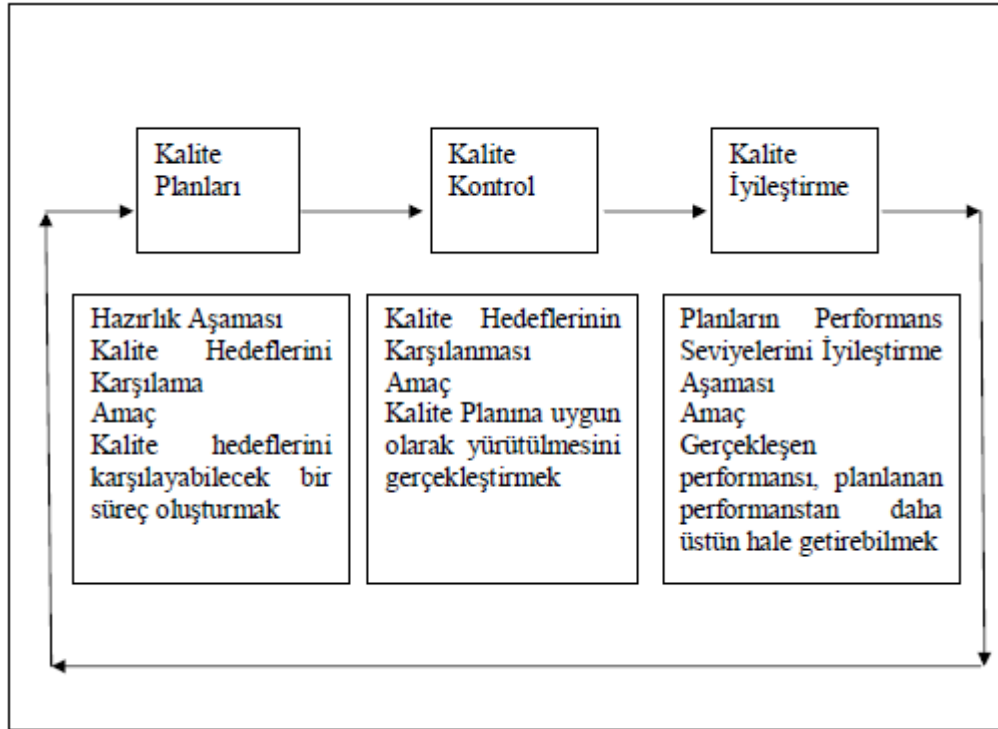 Kalite
Planları
Kalite
Kontrol
Kalite
İyileştirme
Hazırlık Aşaması
Kalite Hedeflerini
Karşılama
Amaç
Kalite hedeflerini
karşılayabilecek bir
süreç oluşturmak
Kalite Hedeflerinin
Karşılanması
Amaç
Kalite Planına uygun
olarak yürütülmesini
gerçekleştirmek
Planların Performans
Seviyelerini İyileştirme
Aşaması
Amaç
Gerçekleşen
performansı, planlanan
performanstan daha
üstün hale getirebilmek